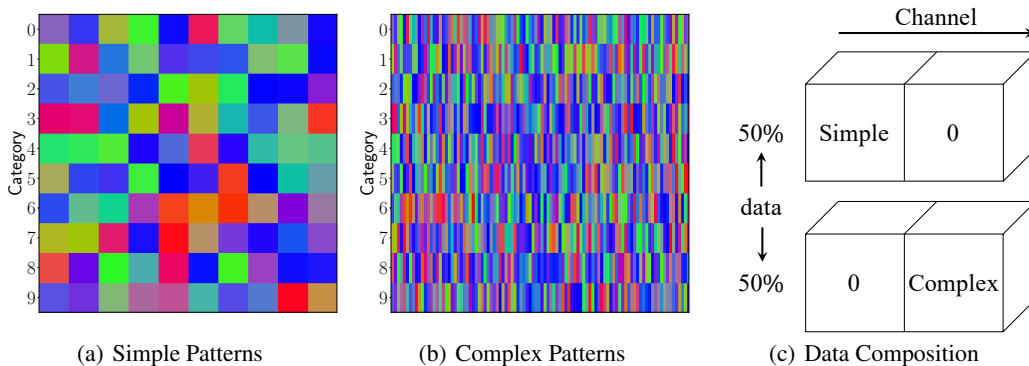 Category
0
1
2
3
4
5
6
7
8
9
(a) Simple Patterns
Category
0
1
2
3
4
5
6
7
8
9
(b) Complex Patterns
Channel
50%
Simple
0
data
50%
0
Complex
(c) Data Composition